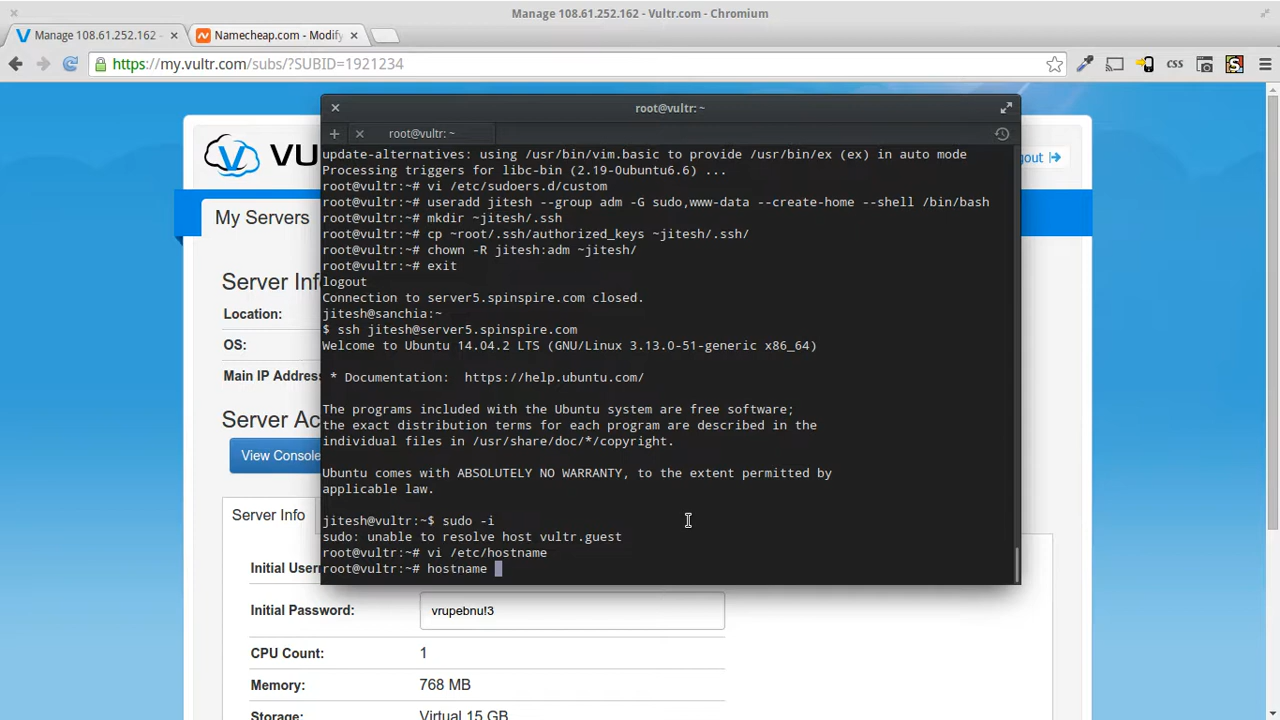 Manage 108.61.252.162 - Vultr.com - Chromium
Manage 108.61.252.162 -
Namecheap.com - Modify
https://my.vultr.com/subs/?SUBID=1921234
CSS
S
root@vultr: ~
root@vultr: ~
VU
out
My Servers
Server Info
Location:
OS:
Main IP Address
Server Ac
View Console
Server Info
Initial User
Initial Password:
vrupebnu!3
CPU Count:
1
Memory:
768 MB
Storage:
Virtual 15 GB
update-alternatives: using /usr/bin/vim.basic to provide /usr/bin/ex (ex) in auto mode
Processing triggers for libc-bin (2.19-0ubuntu6.6) ...
root@vultr:~# vi /etc/sudoers.d/custom
root@vultr:~# useradd jitesh --group adm -G sudo,www-data --create-home --shell /bin/bash
root@vultr:~# mkdir ~jitesh/.ssh
root@vultr:~# cp ~root/.ssh/authorized_keys ~jitesh/.ssh/
root@vultr:~# chown -R jitesh:adm ~jitesh/
root@vultr:~# exit
logout
Connection to server5.spinspire.com closed.
jitesh@sanchia:~
$ ssh jitesh@server5.spinspire.com
Welcome to Ubuntu 14.04.2 LTS (GNU/Linux 3.13.0-51-generic x86_64)
* Documentation:  https://help.ubuntu.com/
The programs included with the Ubuntu system are free software;
the exact distribution terms for each program are described in the
individual files in /usr/share/doc/*/copyright.
Ubuntu comes with ABSOLUTELY NO WARRANTY, to the extent permitted by
applicable law.
jitesh@vultr:~$ sudo -i
sudo: unable to resolve host vultr.guest
root@vultr:~# vi /etc/hostname
root@vultr:~# hostname